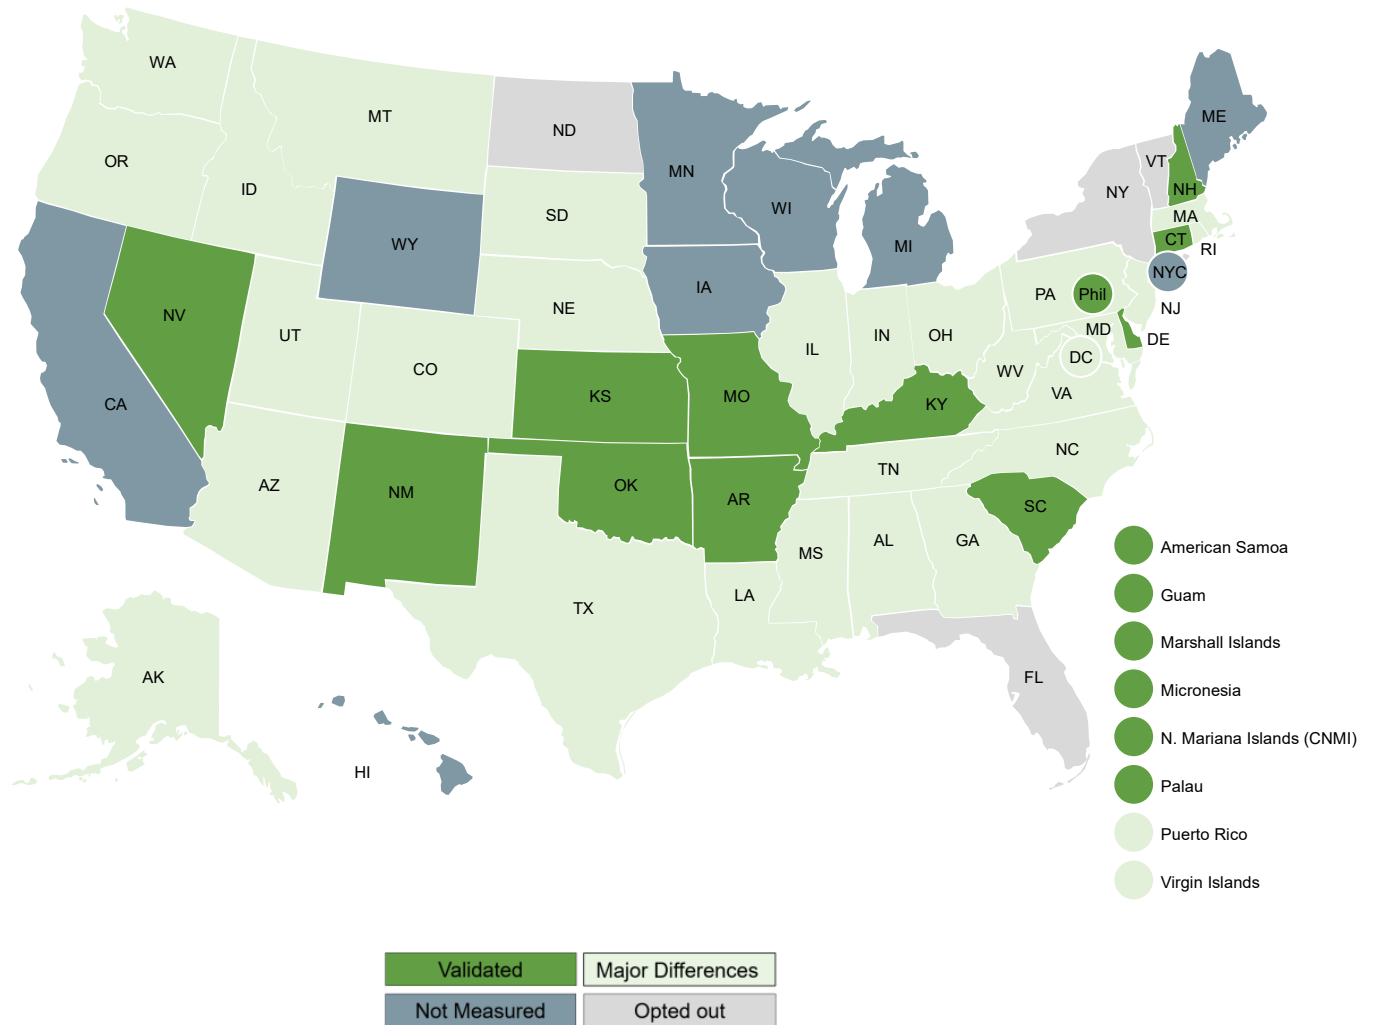 WA
ME
MT
ND
VT
OR
MN
NH
NY
ID
WI
SD
MA
CT
RI
WY
MI
NYC
IA
PA
Phil
NE
NJ
NV
MD
DE
UT
OH
IN
IL
DC
CO
WV
VA
KS
MO
KY
CA
NC
TN
AZ
OK
NM
AR
SC
GA
AL
MS
American Samoa
LA
Guam
TX
Marshall Islands
AK
FL
Micronesia
N. Mariana Islands (CNMI)
HI
Palau
Puerto Rico
Virgin Islands
Validated
Major Differences
Not Measured
Opted out